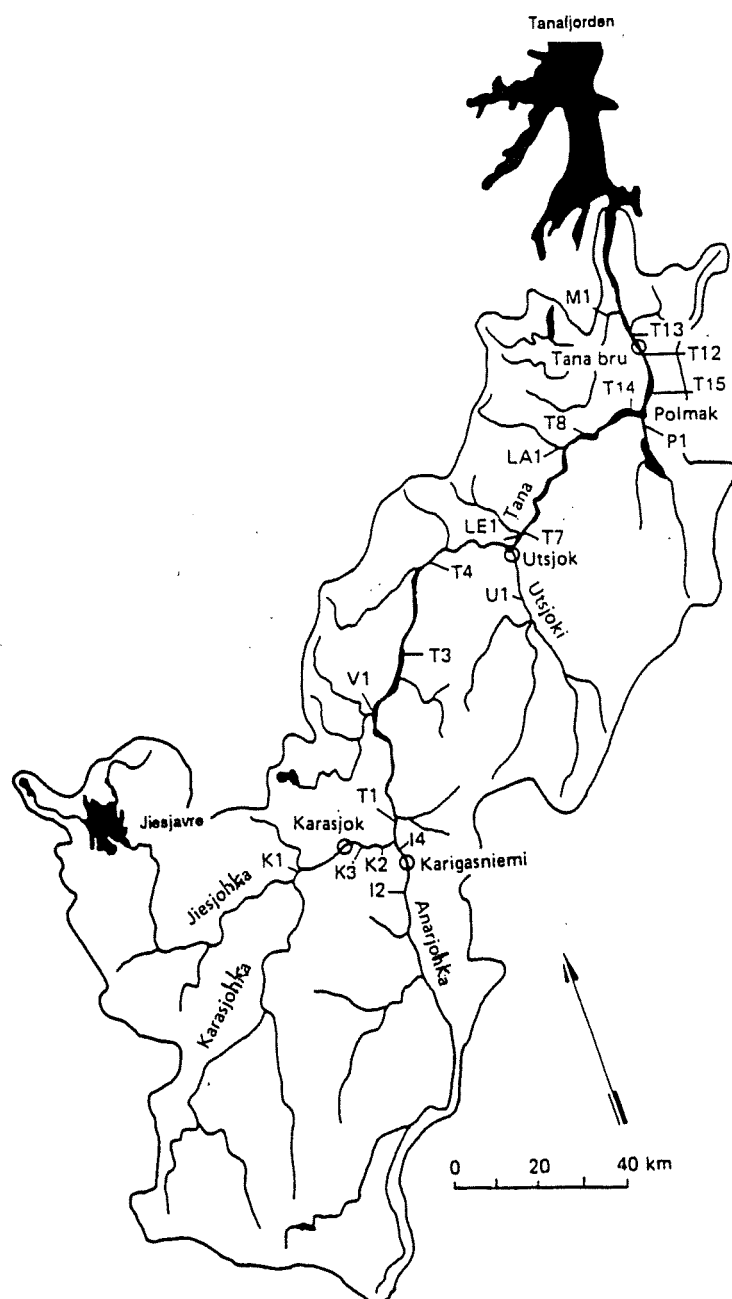 Tanafjorden
M1
T13
Tana bru
T12
T15
T14
Polmak
T8
P1
LA1
Tana
LE1
T7
Utsjok
T4
U1
Utsjoki
T3
V1
T1
Jiesjavre
Karasjok
I4
K1
K3
K2
Karigasniemi
I2
Jiesjohka
Anarjohka
Karasjohka
0 20 40 km